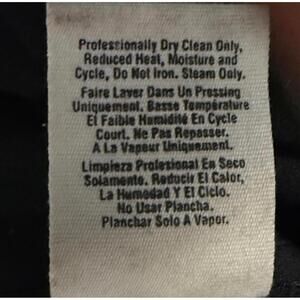 Professionally Dry Clean Only,
Reduced Heat, Moisture and
Cycle, Do Not Iron. Steam Only.
Faire Laver Dans Un Pressing
Uniquement. Basse Température
Et Faible Humidité En Cycle
Court. Ne Pas Repasser.
A La Vapeur Uniquement.
Limpieza Profesional En Seco
Solamento. Reducir El Calor,
La Humedad Y El Ciclo.
No Usar Plancha.
Planchar Solo A Vapor.